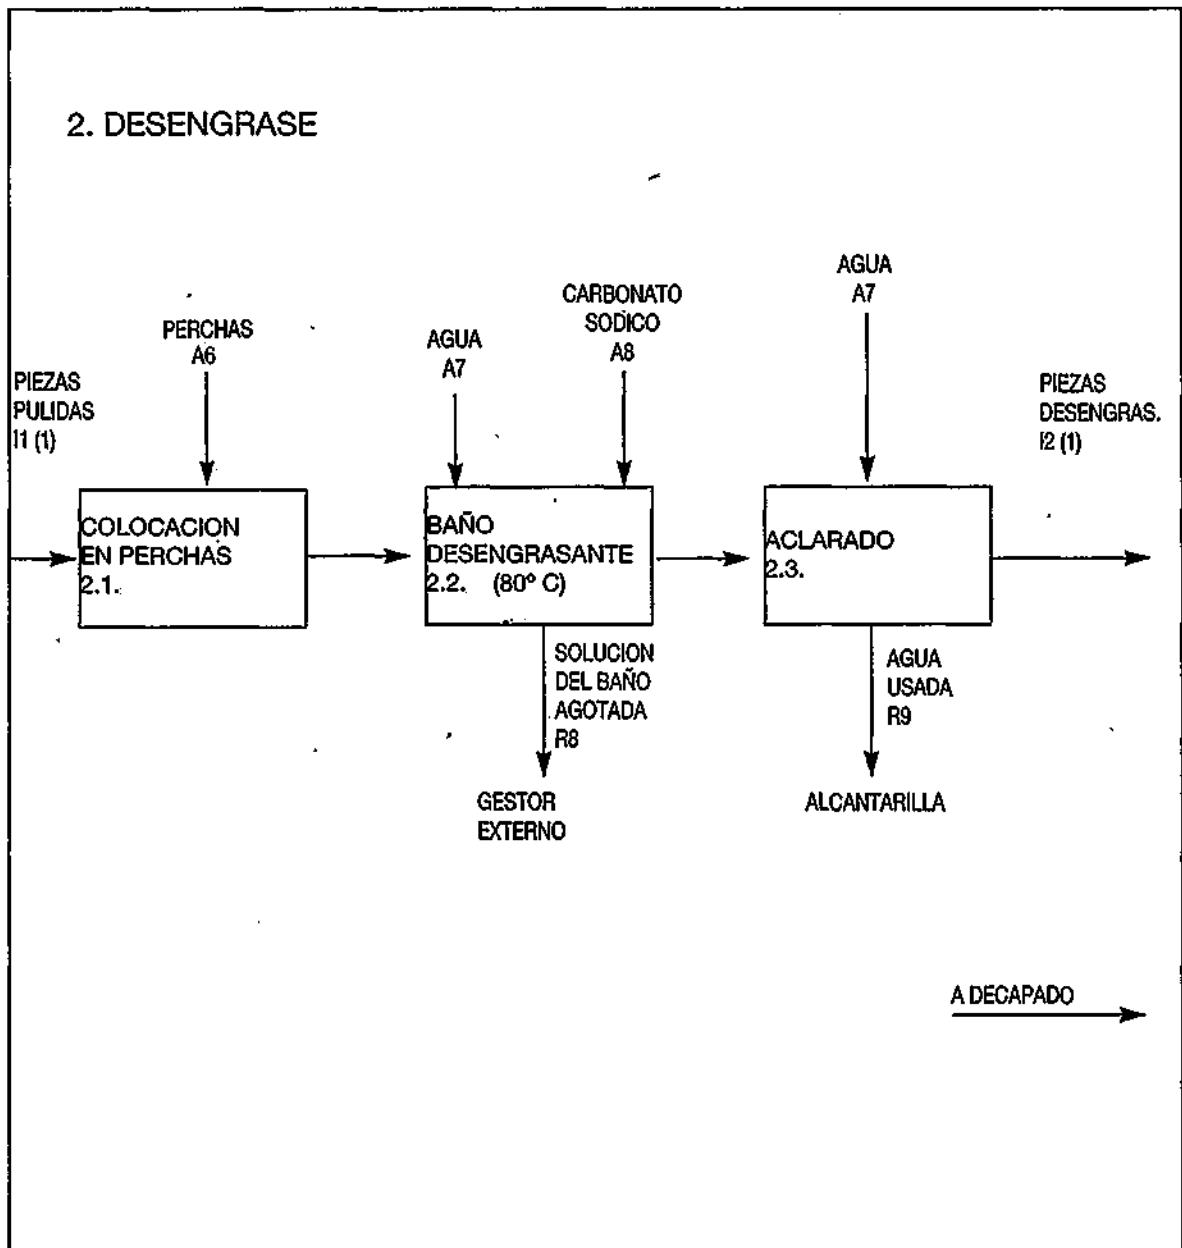 2. DESENGRASE
PIEZAS
PULIDAS
I1 (1)
PERCHAS
A6
AGUA
A7
CARBONATO
SODICO
A8
AGUA
A7
PIEZAS
DESENGRAS.
I2 (1)
COLOCACION
EN PERCHAS
2.1.
BAÑO
DESENGRASANTE
2.2. (80º C)
ACLARADO
2.3.
SOLUCION
DEL BAÑO
AGOTADA
R8
AGUA
USADA
R9
GESTOR
EXTERNO
ALCANTARILLA
A DECAPADO